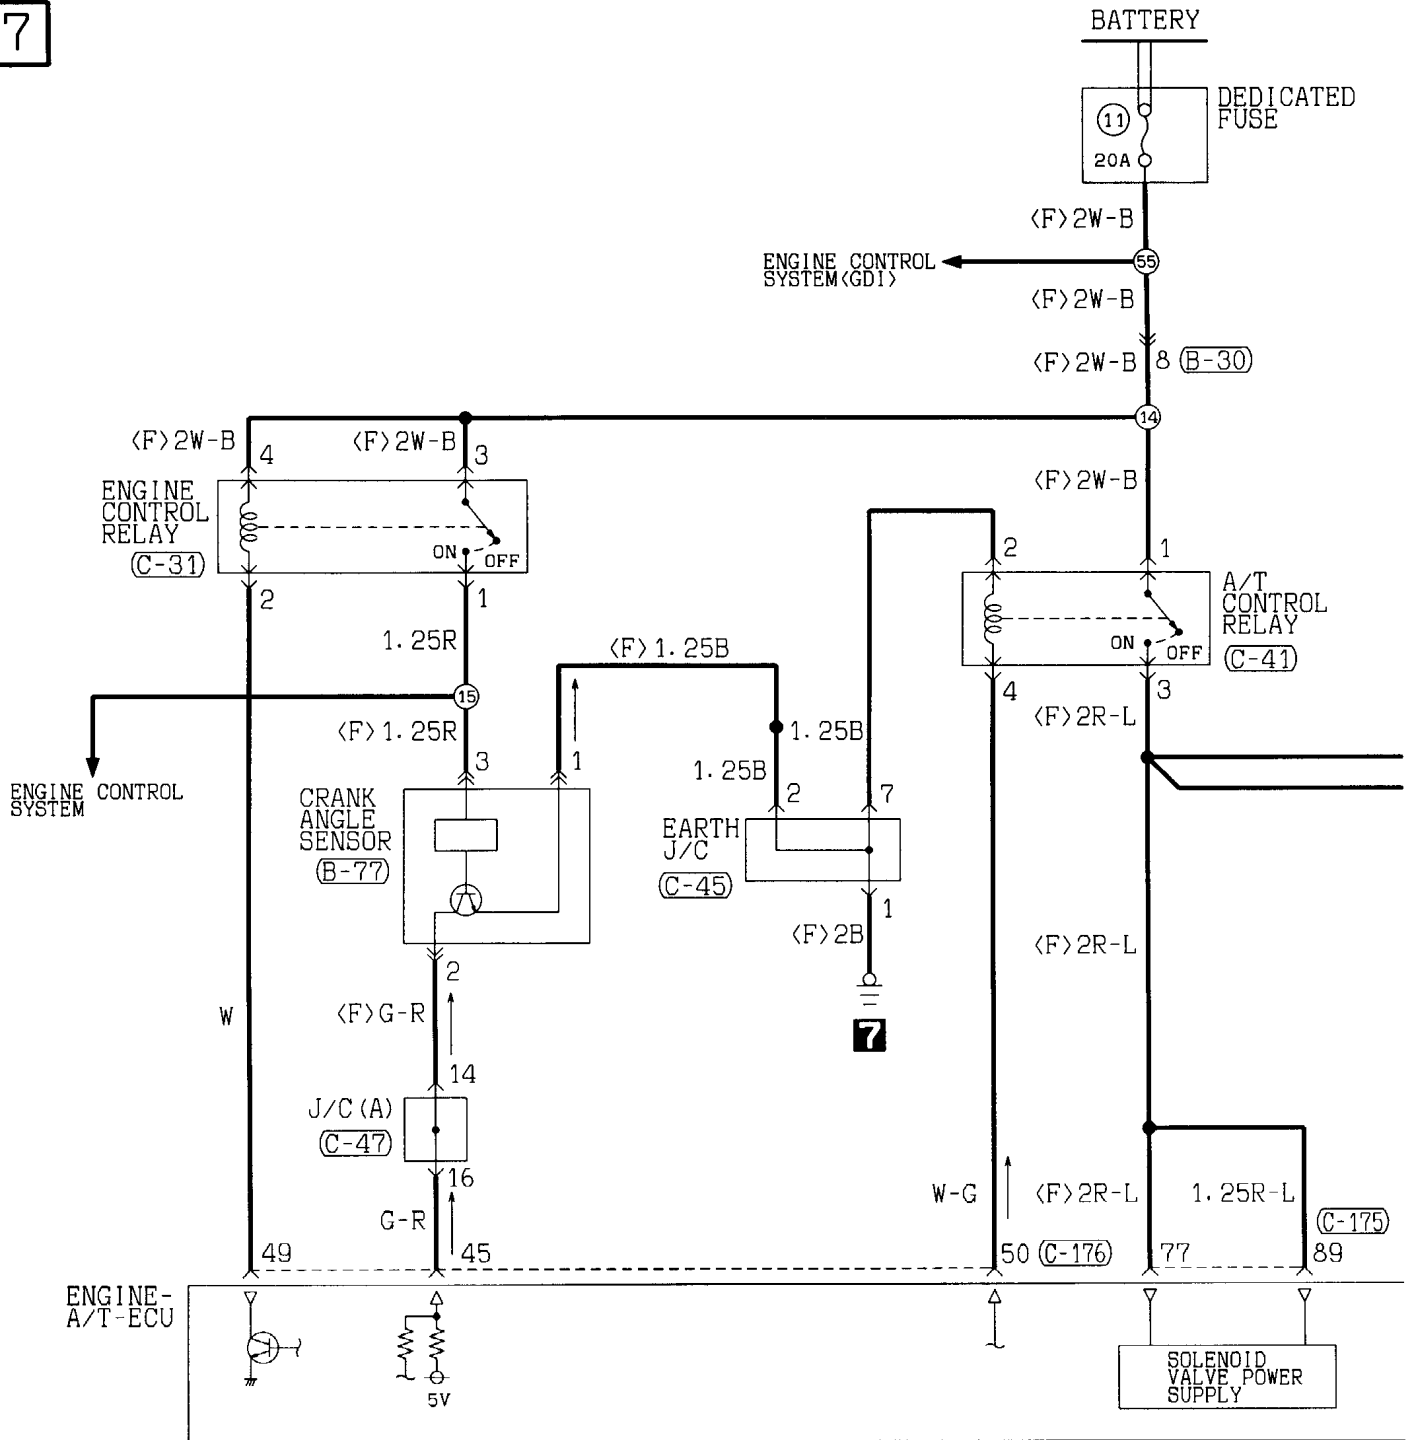 7
BATTERY
DEDICATED
FUSE
11
20A
<F>2W-B
ENGINE CONTROL
SYSTEM<GDI>
55
<F>2W-B
<F>2W-B 8 B-30
14
<F>2W-B 4
<F>2W-B 3
<F>2W-B
ENGINE
CONTROL
RELAY
C-31
ON
OFF
2
1
2
1
A/T
CONTROL
RELAY
C-41
ON
OFF
4
3
1.25R
<F>1.25B
15
<F>1.25R
<F>2R-L
3
1
1.25B
1.25B
2
7
ENGINE CONTROL
SYSTEM
CRANK
ANGLE
SENSOR
B-77
EARTH
J/C
C-45
1
<F>2B
7
<F>2R-L
2
W
<F>G-R
14
J/C(A)
C-47
16
G-R
W-G
<F>2R-L
1.25R-L
C-175
49
45
50 C-176
77
89
ENGINE-
A/T-ECU
5V
SOLENOID
VALVE POWER
SUPPLY